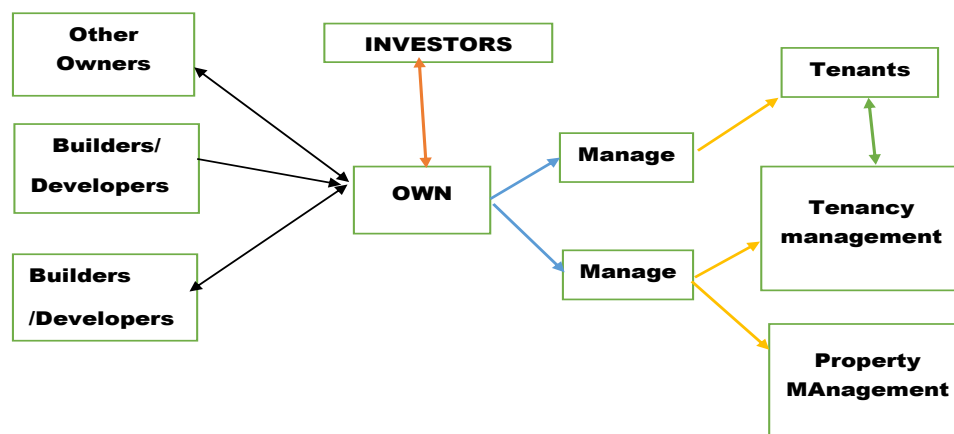 Other
Owners
INVESTORS
Tenants
Builders/
Developers
Manage
OWN
Tenancy
management
Builders
/Developers
Manage
Property
MAnagement